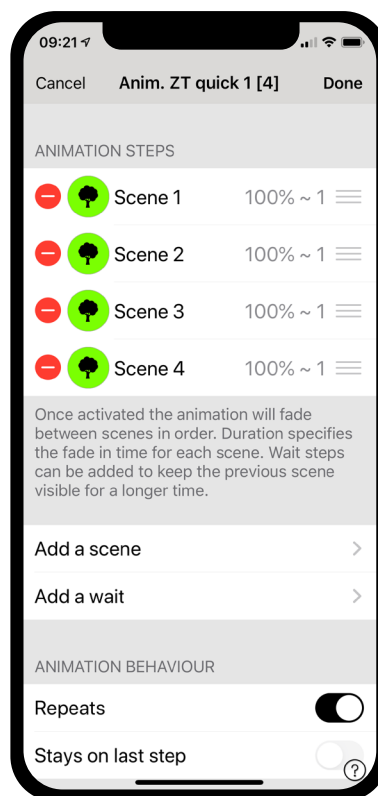 09:21
Cancel Anim. ZT quick 1 [4] Done
ANIMATION STEPS
Scene 1 100% ~ 1
Scene 2 100% ~ 1
Scene 3 100% ~ 1
Scene 4 100% ~ 1
Once activated the animation will fade
between scenes in order. Duration specifies
the fade in time for each scene. Wait steps
can be added to keep the previous scene
visible for a longer time.
Add a scene
Add a wait
ANIMATION BEHAVIOUR
Repeats
Stays on last step
?